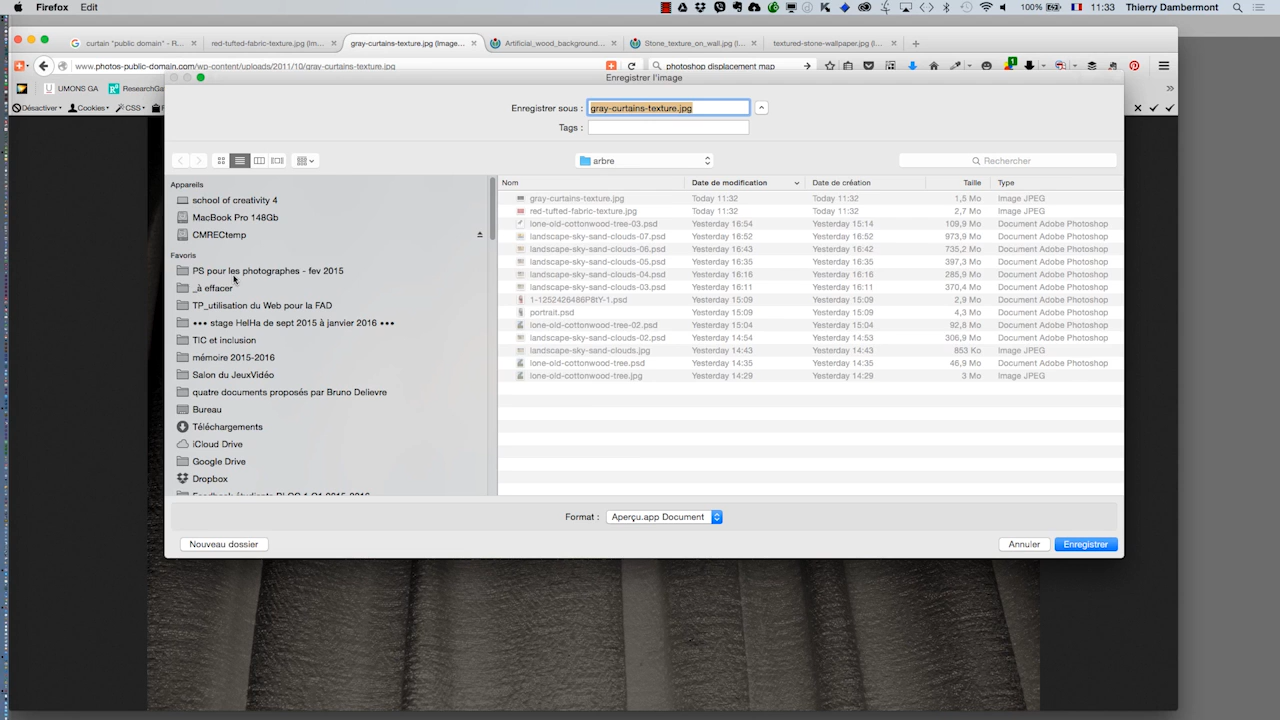 Firefox Edit 100% 11:33 Thierry Dambermont
curtain "public domain" - R... red-tufted-fabric-texture.jpg (Im... gray-curtains-texture.jpg (Image... Artificial_wood_background... Stone_texture_on_wall.jpg (I... textured-stone-wallpaper.jpg (...
www.photos-public-domain.com/wp-content/uploads/2011/10/gray-curtains-texture.jpg photoshop displacement map
Enregistrer l'image
UMONS GA ResearchGa
Désactiver Cookies CSS
Enregistrer sous : gray-curtains-texture.jpg
Tags :
arbre Rechercher
Nom Date de modification Date de création Taille Type
Appareils
school of creativity 4
MacBook Pro 148Gb
CMRECtemp
Favoris
PS pour les photographes - fev 2015
_à effacer
TP_utilisation du Web pour la FAD
••• stage HelHa de sept 2015 à janvier 2016 •••
TIC et inclusion
mémoire 2015-2016
Salon du JeuxVidéo
quatre documents proposés par Bruno Delievre
Bureau
Téléchargements
iCloud Drive
Google Drive
Dropbox
gray-curtains-texture.jpg Today 11:32 Today 11:32 1,5 Mo Image JPEG
red-tufted-fabric-texture.jpg Today 11:32 Today 11:32 2,7 Mo Image JPEG
lone-old-cottonwood-tree-03.psd Yesterday 16:54 Yesterday 15:14 109,9 Mo Document Adobe Photoshop
landscape-sky-sand-clouds-07.psd Yesterday 16:52 Yesterday 16:52 973,9 Mo Document Adobe Photoshop
landscape-sky-sand-clouds-06.psd Yesterday 16:43 Yesterday 16:42 735,2 Mo Document Adobe Photoshop
landscape-sky-sand-clouds-05.psd Yesterday 16:35 Yesterday 16:35 397,3 Mo Document Adobe Photoshop
landscape-sky-sand-clouds-04.psd Yesterday 16:16 Yesterday 16:16 285,9 Mo Document Adobe Photoshop
landscape-sky-sand-clouds-03.psd Yesterday 16:11 Yesterday 16:11 370,4 Mo Document Adobe Photoshop
1-1252426486P8tY-1.psd Yesterday 15:09 Yesterday 15:09 2,9 Mo Document Adobe Photoshop
portrait.psd Yesterday 15:09 Yesterday 15:09 4,3 Mo Document Adobe Photoshop
lone-old-cottonwood-tree-02.psd Yesterday 15:04 Yesterday 15:04 92,8 Mo Document Adobe Photoshop
landscape-sky-sand-clouds-02.psd Yesterday 14:54 Yesterday 14:53 306,9 Mo Document Adobe Photoshop
landscape-sky-sand-clouds.jpg Yesterday 14:43 Yesterday 14:43 853 Ko Image JPEG
lone-old-cottonwood-tree.psd Yesterday 14:35 Yesterday 14:35 46,9 Mo Document Adobe Photoshop
lone-old-cottonwood-tree.jpg Yesterday 14:29 Yesterday 14:29 3 Mo Image JPEG
Format : Aperçu.app Document
Nouveau dossier Annuler Enregistrer